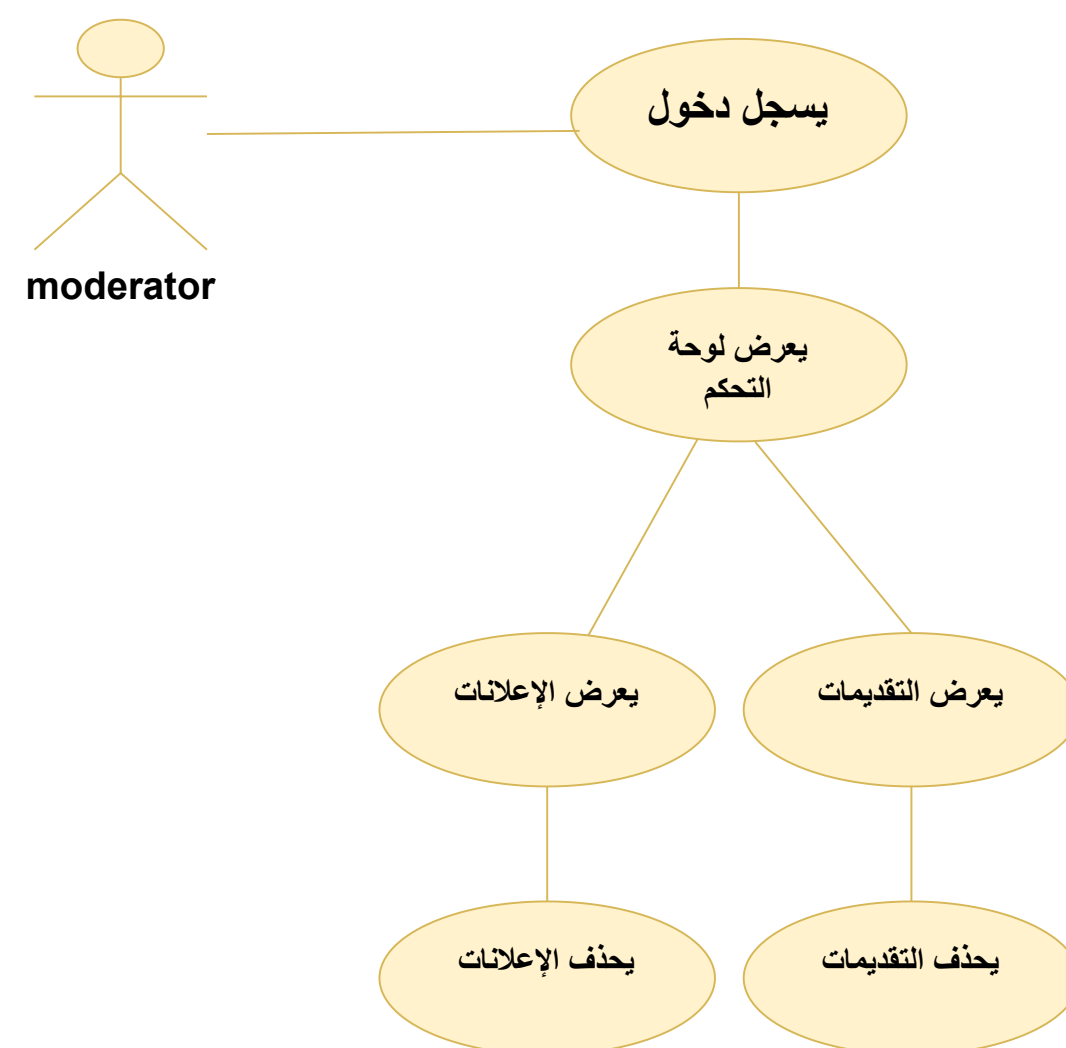 يسجل دخول
moderator
يعرض لوحة
التحكم
يعرض الإعلانات
يعرض التقديمات
يحذف الإعلانات
يحذف التقديمات